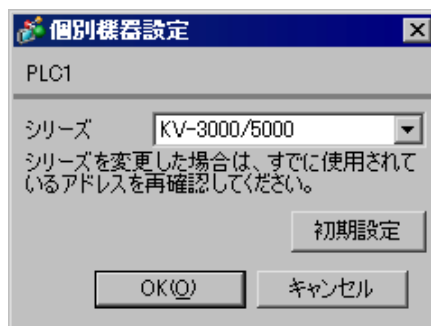 個別機器設定
PLC1
シリーズ KV-3000/5000
シリーズを変更した場合は、すでに使用されて
いるアドレスを再確認してください。
初期設定
OK(O) キャンセル